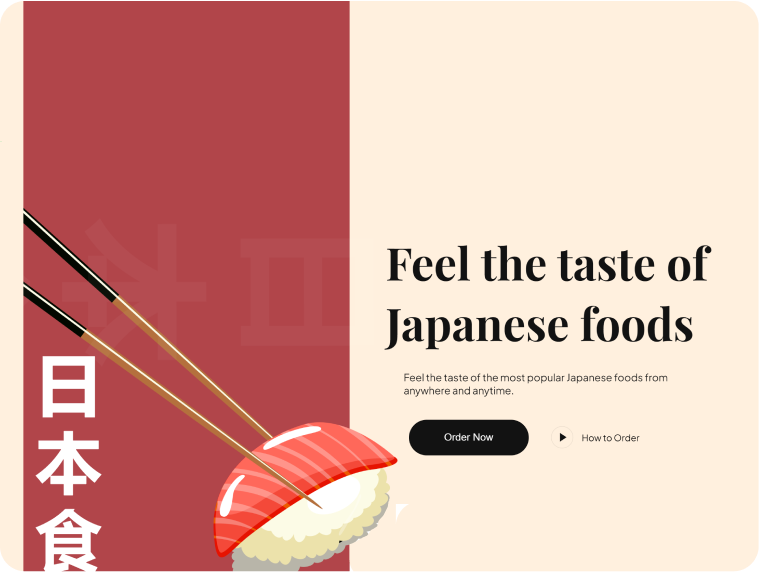 日本食
Feel the taste of
Japanese foods
Feel the taste of the most popular Japanese foods from
anywhere and anytime.
Order Now
How to Order